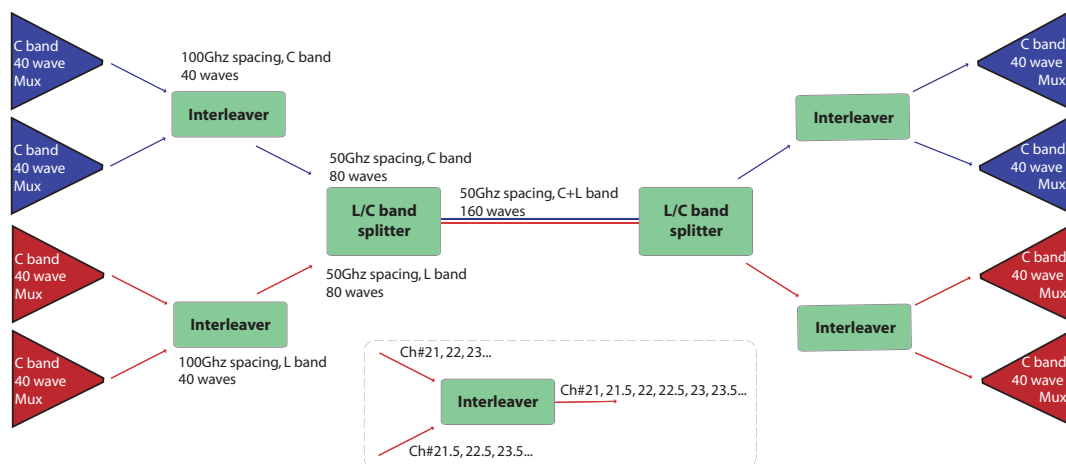 C band
40 wave
Mux
100Ghz spacing, C band
40 waves
Interleaver
C band
40 wave
Mux
50Ghz spacing, C band
80 waves
L/C band
splitter
50Ghz spacing, C+L band
160 waves
L/C band
splitter
50Ghz spacing, L band
80 waves
C band
40 wave
Mux
Interleaver
100Ghz spacing, L band
40 waves
C band
40 wave
Mux
Interleaver
C band
40 wave
Mux
C band
40 wave
Mux
Interleaver
C band
40 wave
Mux
C band
40 wave
Mux
Ch#21, 22, 23...
Interleaver
Ch#21, 21.5, 22, 22.5, 23, 23.5...
Ch#21.5, 22.5, 23.5...